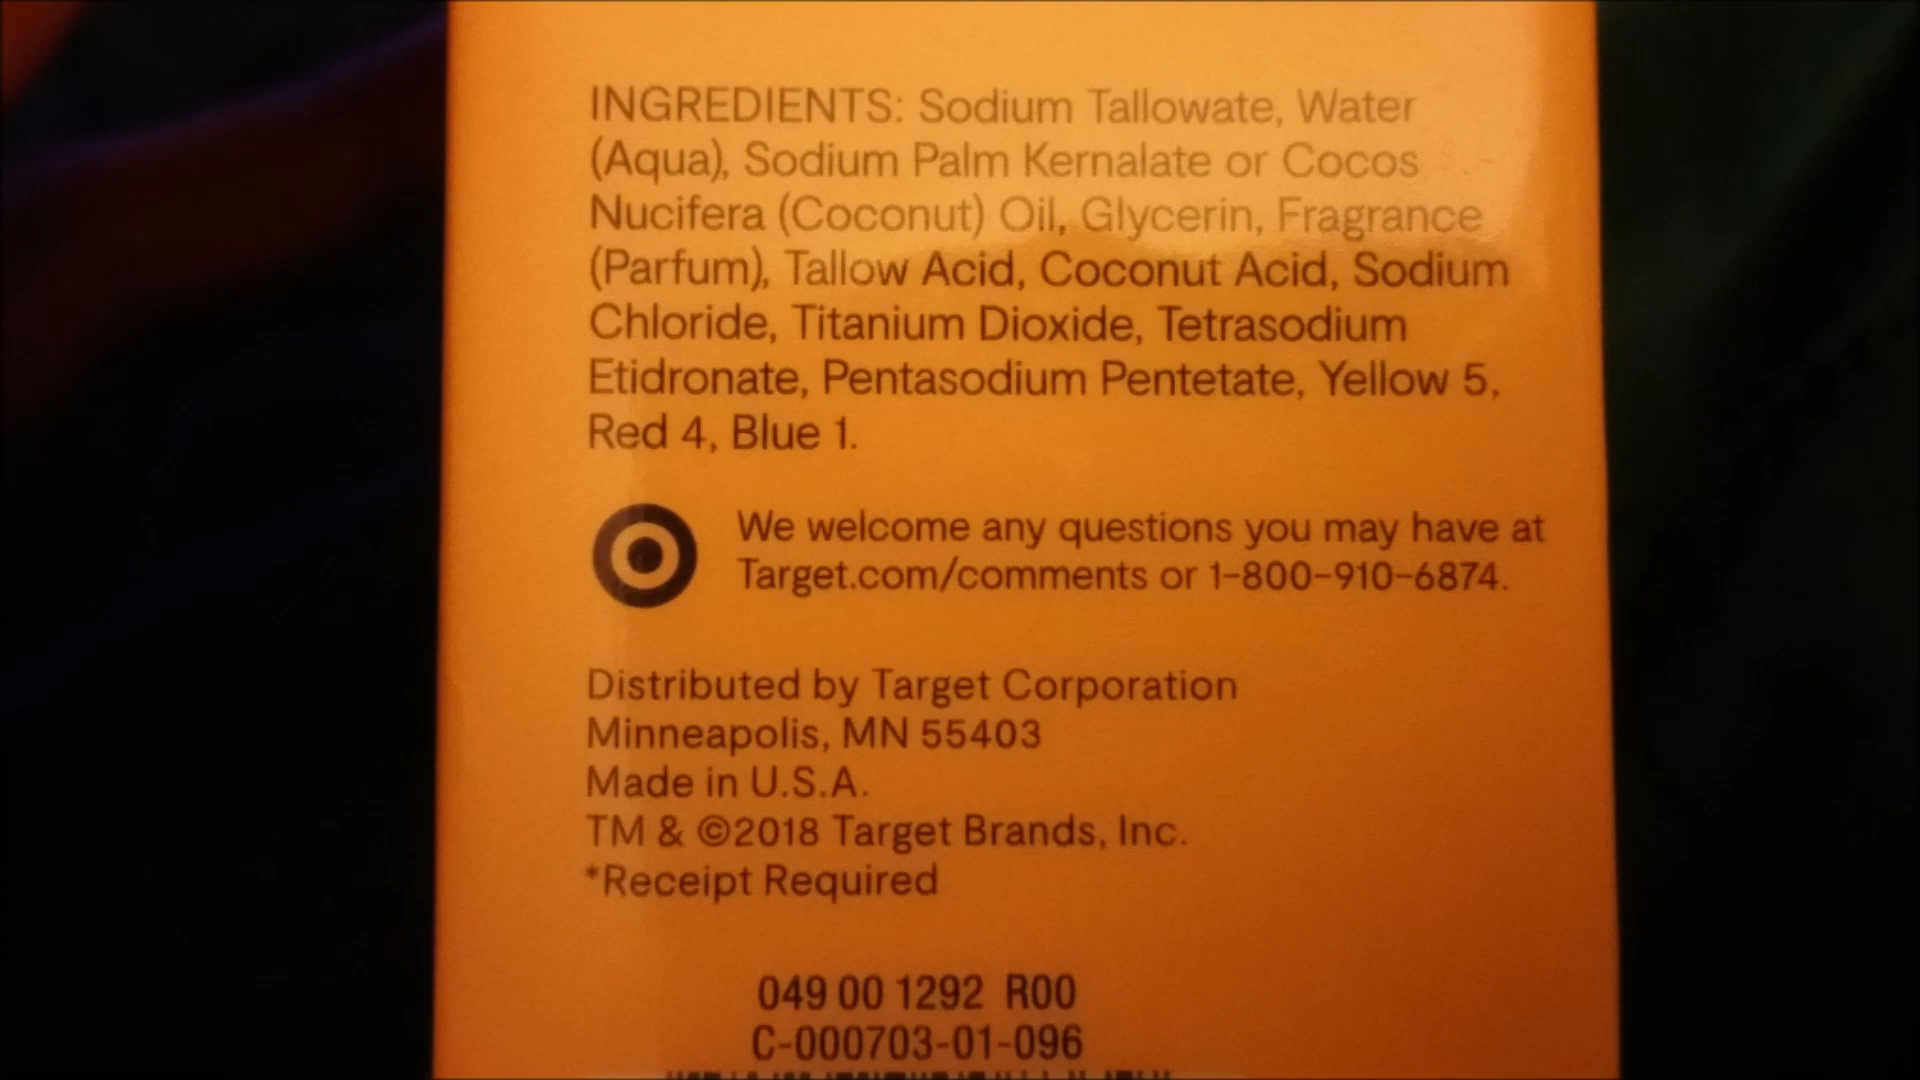 INGREDIENTS: Sodium Tallowate, Water
(Aqua), Sodium Palm Kernalate or Cocos
Nucifera (Coconut) Oil, Glycerin, Fragrance
(Parfum), Tallow Acid, Coconut Acid, Sodium
Chloride, Titanium Dioxide, Tetrasodium
Etidronate, Pentasodium Pentetate, Yellow 5,
Red 4, Blue 1.
We welcome any questions you may have at
Target.com/comments or 1-800-910-6874.
Distributed by Target Corporation
Minneapolis, MN 55403
Made in U.S.A.
TM & ©2018 Target Brands, Inc.
*Receipt Required
049 00 1292 R00
C-000703-01-096